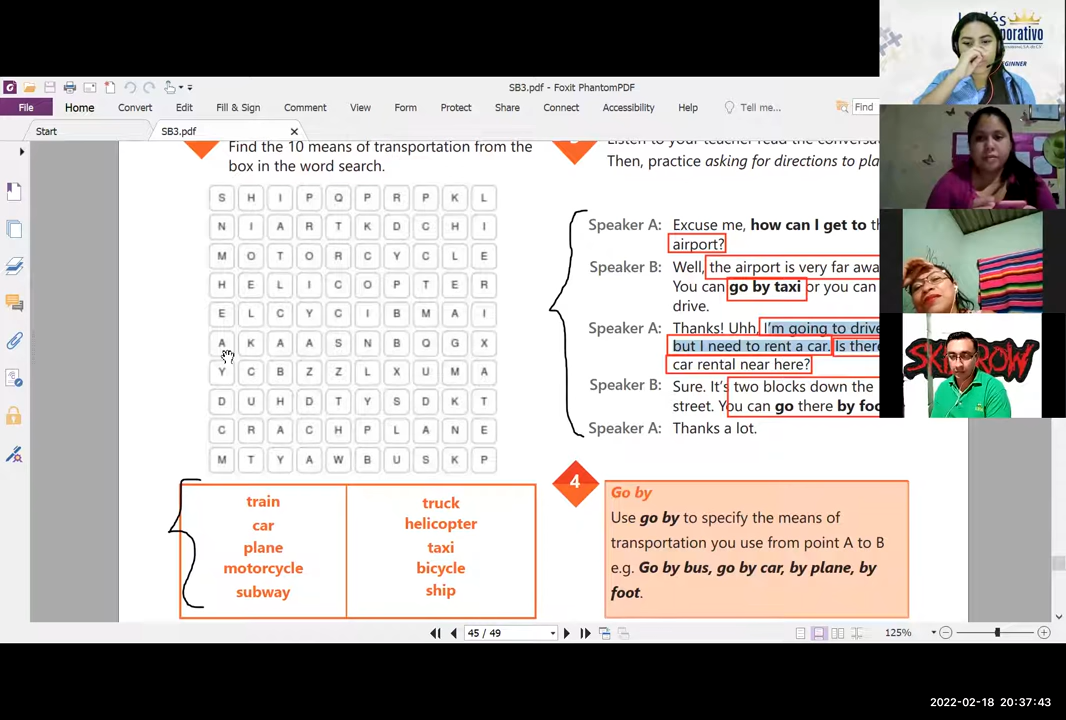 SB3.pdf - Foxit PhantomPDF
File Home Convert Edit Fill & Sign Comment View Form Protect Share Connect Accessibility Help Tell me... Find
Start SB3.pdf
Find the 10 means of transportation from the
box in the word search.
S H I P Q P R P K L
N I A R T K D C H I
M O T O R C Y C L E
H E L I C O P T E R
E L C Y C I B M A I
A K A A S N B Q G X
Y C B Z Z L X U M A
D U H D T Y S D K T
C R A C H P L A N E
M T Y A W B U S K P
train truck
car helicopter
plane taxi
motorcycle bicycle
subway ship
Listen to your teacher read the
Then, practice asking for directions to
Speaker A: Excuse me, how can I get to
airport?
Speaker B: Well, the airport is very far
You can go by taxi or you can
drive.
Speaker A: Thanks! Uhh, I'm going to drive
but I need to rent a car. Is there
car rental near here?
Speaker B: Sure. It's two blocks down the
street. You can go there by
Speaker A: Thanks a lot.
4
Go by
Use go by to specify the means of
transportation you use from point A to B
e.g. Go by bus, go by car, by plane, by
foot.
45 / 49
125%
2022-02-18 20:37:43